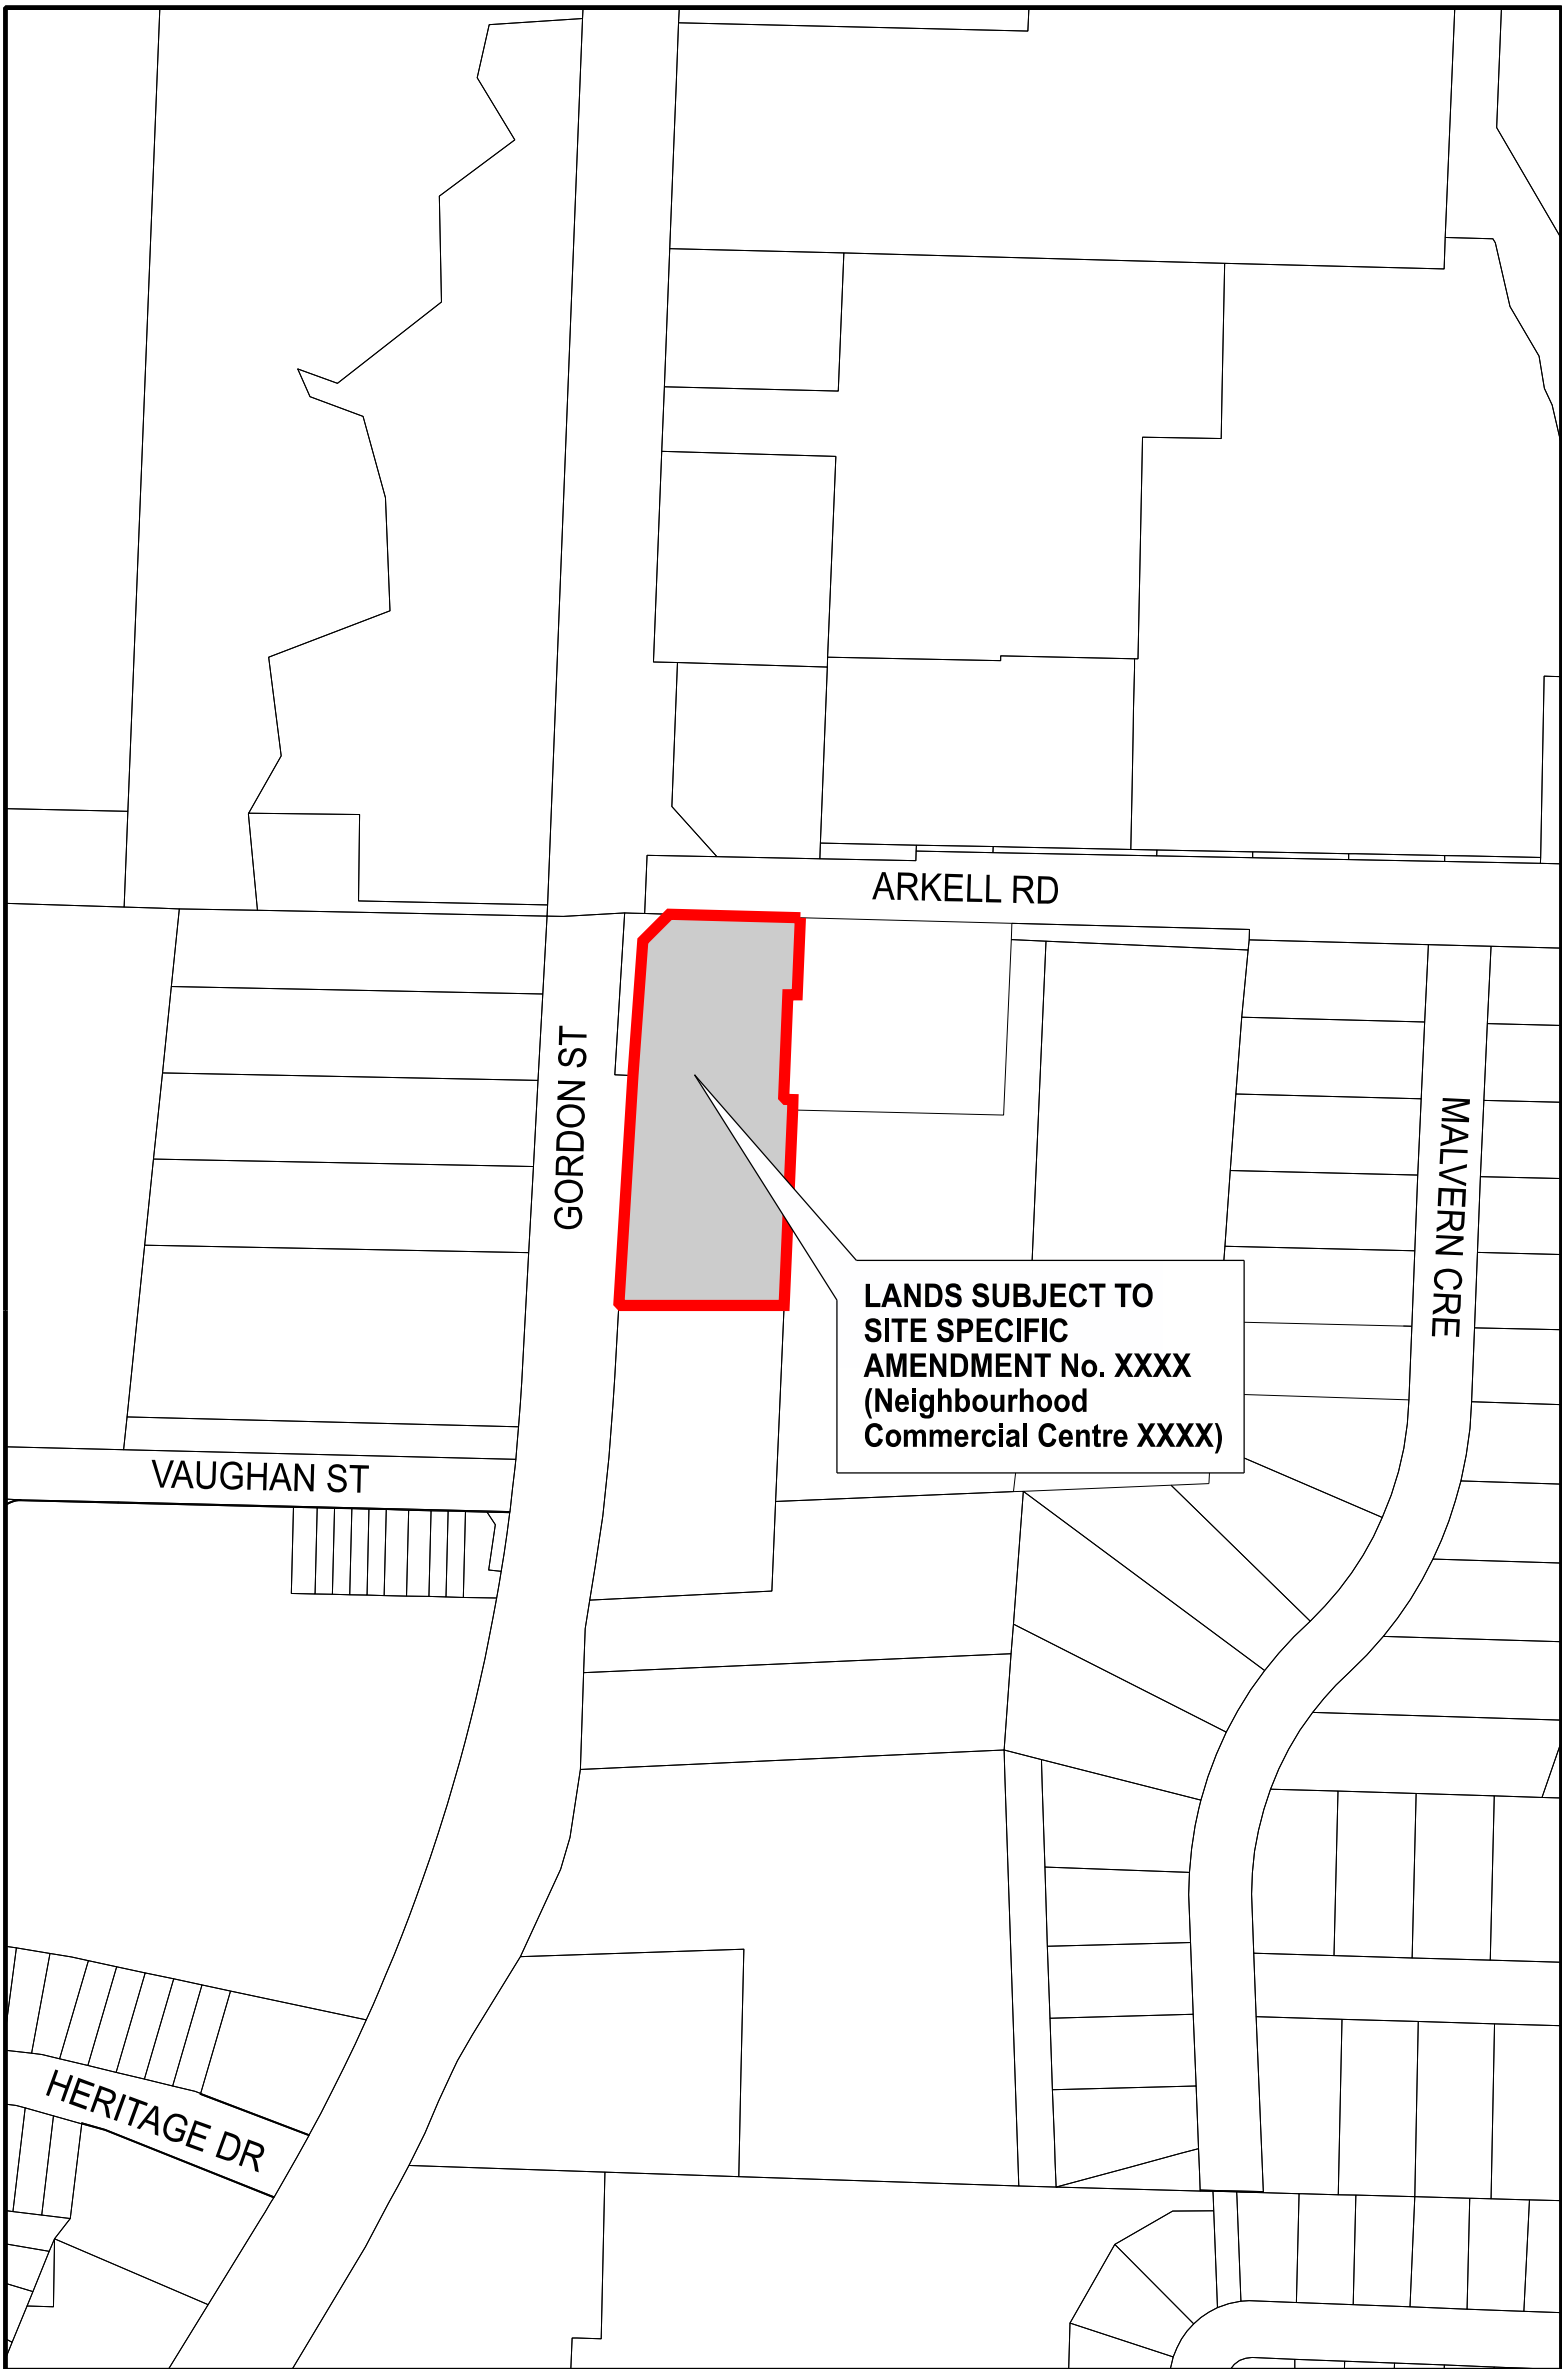 ARKELL RD
GORDON ST
MALVERN CRE
LANDS SUBJECT TO
SITE SPECIFIC
AMENDMENT No. XXXX
(Neighbourhood
Commercial Centre XXXX)
VAUGHAN ST
HERITAGE DR